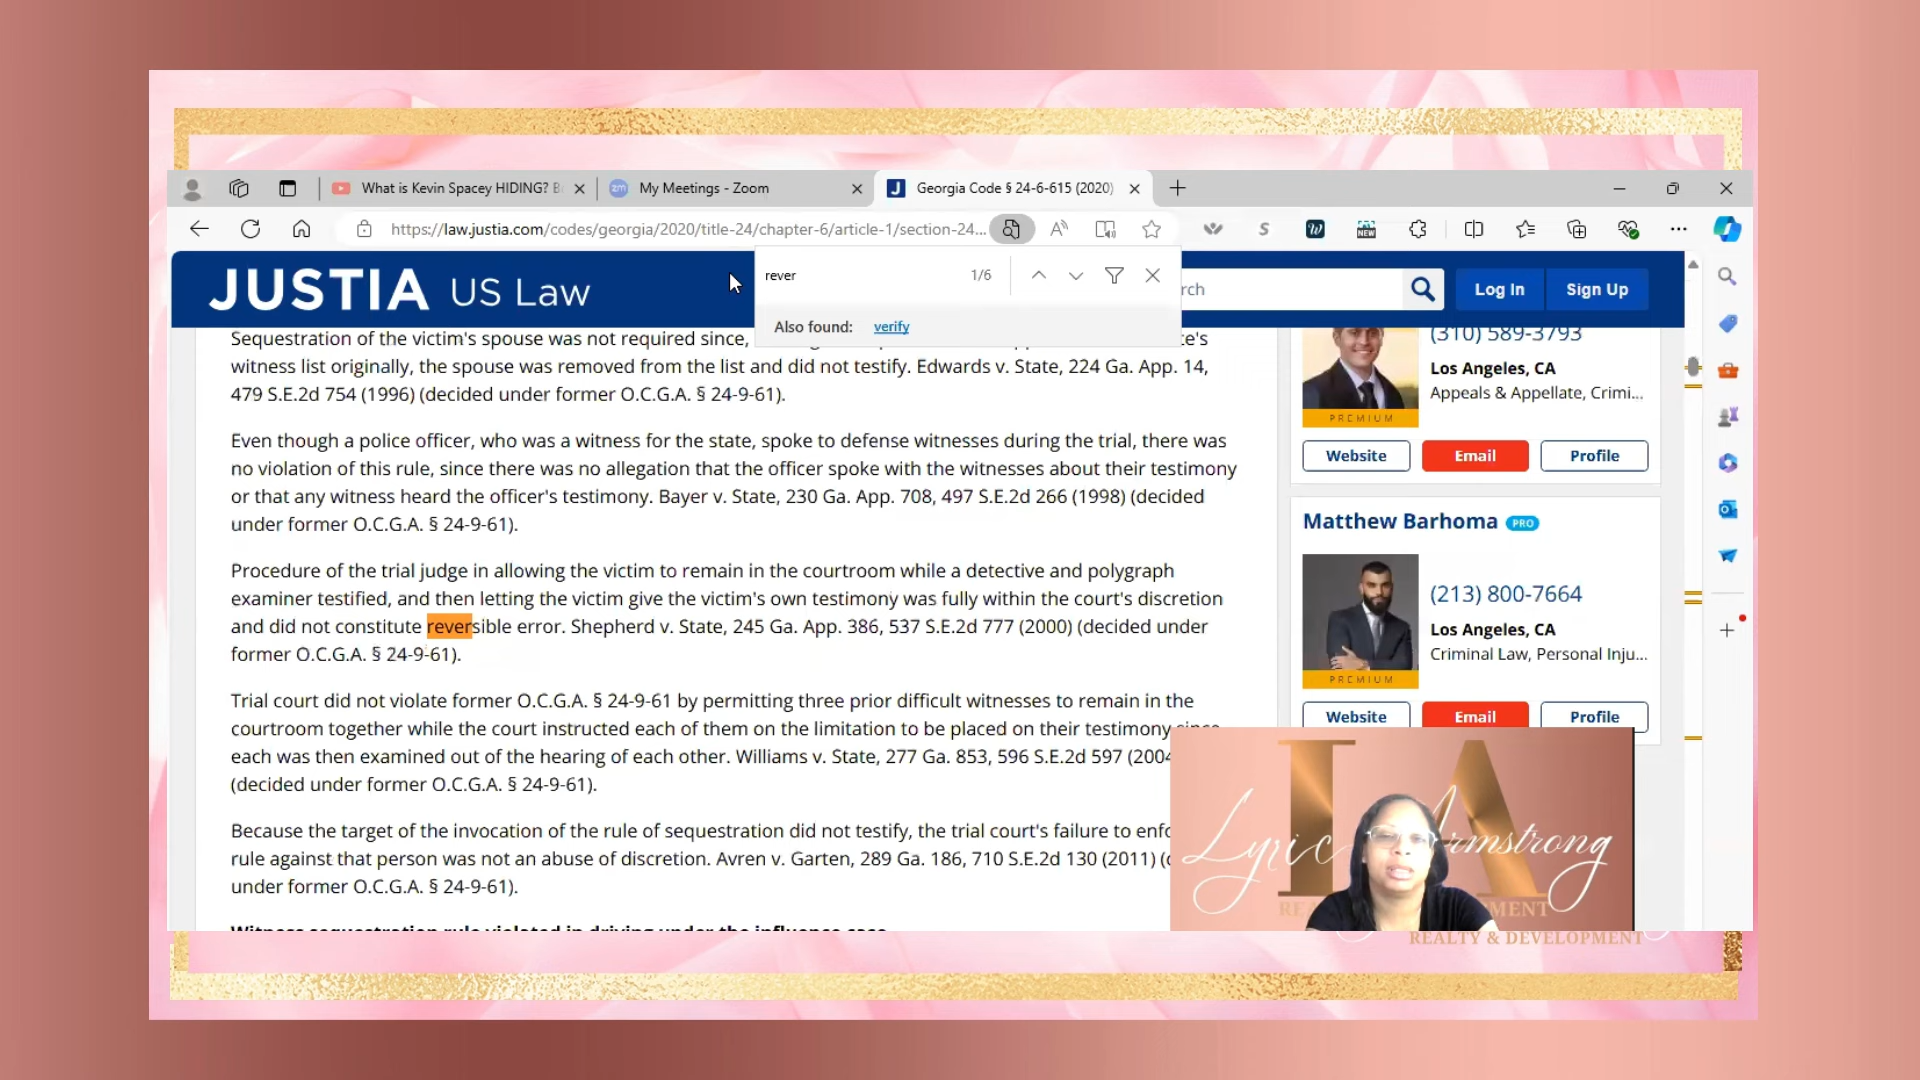 What is Kevin Spacey HIDING?
My Meetings - Zoom
Georgia Code § 24-6-615 (2020)
https://law.justia.com/codes/georgia/2020/title-24/chapter-6/article-1/section-24...
NEW
JUSTIA US Law
rever
1/6
Also found: verify
rch
Log In
Sign Up
Sequestration of the victim's spouse was not required since,
witness list originally, the spouse was removed from the list and did not testify. Edwards v. State, 224 Ga. App. 14,
479 S.E.2d 754 (1996) (decided under former O.C.G.A. § 24-9-61).
Even though a police officer, who was a witness for the state, spoke to defense witnesses during the trial, there was
no violation of this rule, since there was no allegation that the officer spoke with the witnesses about their testimony
or that any witness heard the officer's testimony. Bayer v. State, 230 Ga. App. 708, 497 S.E.2d 266 (1998) (decided
under former O.C.G.A. § 24-9-61).
Procedure of the trial judge in allowing the victim to remain in the courtroom while a detective and polygraph
examiner testified, and then letting the victim give the victim's own testimony was fully within the court's discretion
and did not constitute reversible error. Shepherd v. State, 245 Ga. App. 386, 537 S.E.2d 777 (2000) (decided under
former O.C.G.A. § 24-9-61).
Trial court did not violate former O.C.G.A. § 24-9-61 by permitting three prior difficult witnesses to remain in the
courtroom together while the court instructed each of them on the limitation to be placed on their testimony since
each was then examined out of the hearing of each other. Williams v. State, 277 Ga. 853, 596 S.E.2d 597 (2004
(decided under former O.C.G.A. § 24-9-61).
Because the target of the invocation of the rule of sequestration did not testify, the trial court's failure to enfo
rule against that person was not an abuse of discretion. Avren v. Garten, 289 Ga. 186, 710 S.E.2d 130 (2011) (
under former O.C.G.A. § 24-9-61).
Witness sequestration rule violated in driving under the influence case
(310) 589-3793
Los Angeles, CA
Appeals & Appellate, Crimi...
PREMIUM
Website
Email
Profile
Matthew Barhoma PRO
(213) 800-7664
Los Angeles, CA
Criminal Law, Personal Inju...
PREMIUM
Website
Email
Profile
Lyric Armstrong
REALTY & DEVELOPMENT